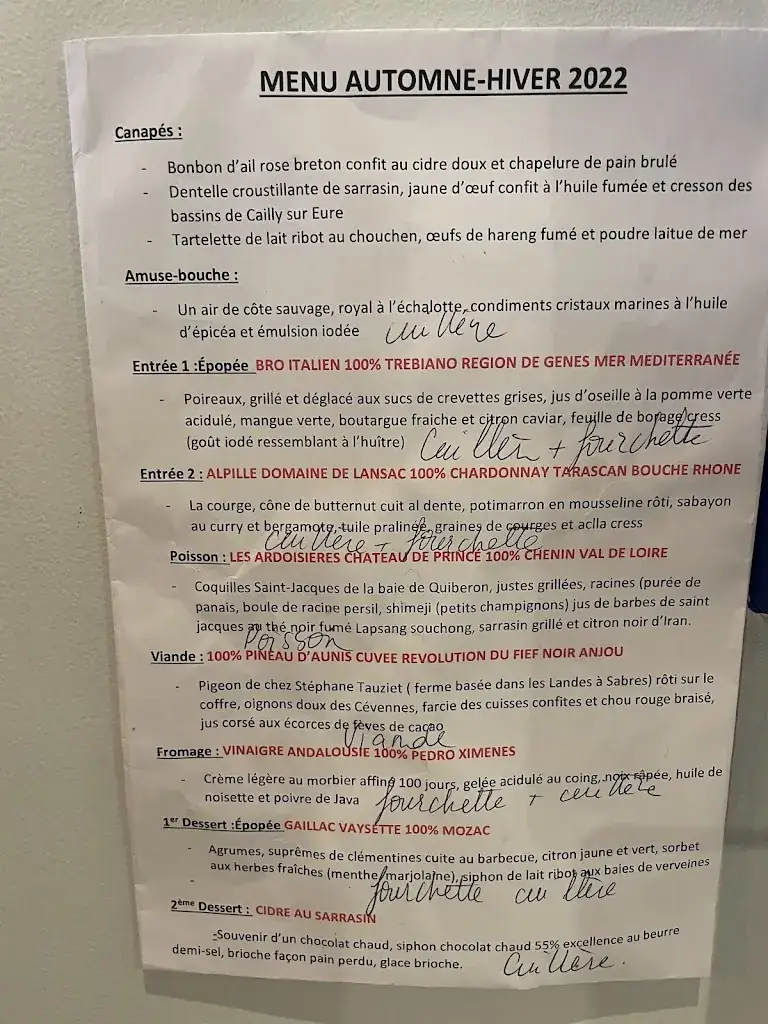 MENU AUTOMNE-HIVER 2022
Canapés :
- Bonbon d'ail rose breton confit au cidre doux et chapelure de pain brulé
- Dentelle croustillante de sarrasin, jaune d'œuf confit à l'huile fumée et cresson des
bassins de Cailly sur Eure
- Tartelette de lait ribot au chouchen, œufs de hareng fumé et poudre laitue de mer
Amuse-bouche :
- Un air de côte sauvage, royal à l'échalotte, condiments cristaux marines à l'huile
d'épicéa et émulsion iodée cuillère
Entrée 1 :Épopée BRO ITALIEN 100% TREBIANO REGION DE GENES MER MEDITERRANÉE
- Poireaux, grillé et déglacé aux sucs de crevettes grises, jus d'oseille à la pomme verte
acidulé, mangue verte, boutargue fraiche et citron caviar, feuille de borage cress
(goût iodé ressemblant à l'huître) Cuillère + fourchette
Entrée 2 : ALPILLE DOMAINE DE LANSAC 100% CHARDONNAY TARASCAN BOUCHE RHONE
- La courge, cône de butternut cuit al dente, potimarron en mousseline rôti, sabayon
au curry et bergamote, tuile pralinée, graines de courges et aclla cress
cuillère + fourchette
Poisson : LES ARDOISIERES CHATEAU DE PRINCE 100% CHENIN VAL DE LOIRE
- Coquilles Saint-Jacques de la baie de Quiberon, justes grillées, racines (purée de
panais, boule de racine persil, shimeji (petits champignons) jus de barbes de saint
jacques au thé noir fumé Lapsang souchong, sarrasin grillé et citron noir d'Iran.
Poisson
Viande : 100% PINEAU D'AUNIS CUVEE REVOLUTION DU FIEF NOIR ANJOU
- Pigeon de chez Stéphane Tauziet ( ferme basée dans les Landes à Sabres) rôti sur le
coffre, oignons doux des Cévennes, farcie des cuisses confites et chou rouge braisé,
jus corsé aux écorces de fèves de cacao
Viande
Fromage : VINAIGRE ANDALOUSIE 100% PEDRO XIMENES
- Crème légère au morbier affiné 100 jours, gelée acidulé au coing, noix râpée, huile de
noisette et poivre de Java fourchette + cuillère
1er Dessert :Épopée GAILLAC VAYSETTE 100% MOZAC
- Agrumes, suprêmes de clémentines cuite au barbecue, citron jaune et vert, sorbet
aux herbes fraîches (menthe/marjolaine), siphon de lait ribot aux baies de verveines
- fourchette cuillère
2ème Dessert : CIDRE AU SARRASIN
-Souvenir d'un chocolat chaud, siphon chocolat chaud 55% excellence au beurre
demi-sel, brioche façon pain perdu, glace brioche. Cuillère.